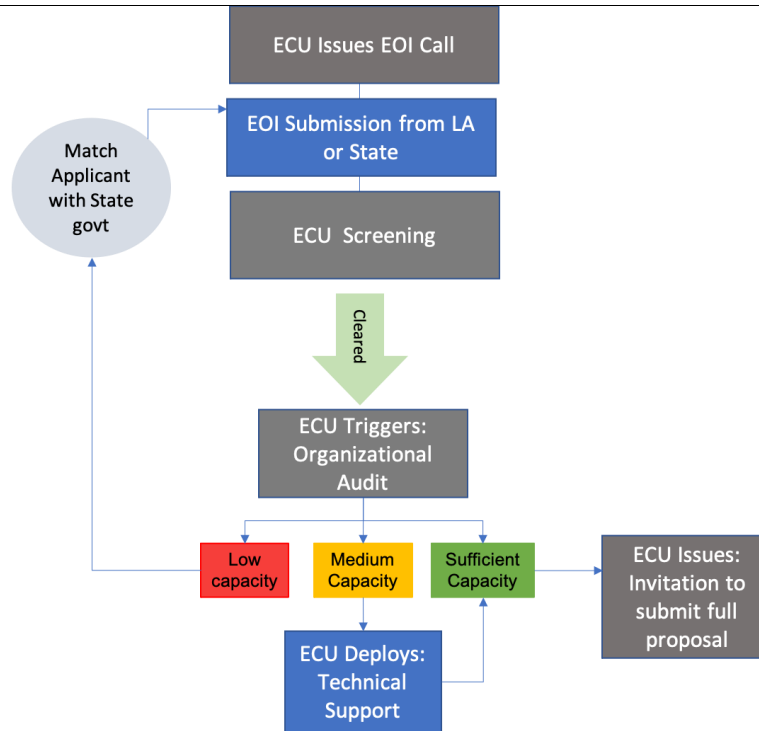 ECU Issues EOI Call
EOI Submission from LA
or State
Match
Applicant
with State
govt
ECU Screening
Cleared
ECU Triggers:
Organizational
Audit
Low
capacity
Medium
Capacity
Sufficient
Capacity
ECU Issues:
Invitation to
submit full
proposal
ECU Deploys:
Technical
Support